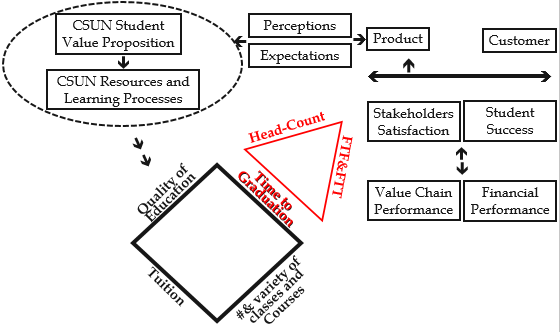 CSUN Student
Value Proposition
CSUN Resources and
Learning Processes
Perceptions
Expectations
Product
Customer
Stakeholders
Satisfaction
Student
Success
Value Chain
Performance
Financial
Performance
Head-Count
FTF&FTT
Time to
Graduation
Quality of
Education
Tuition
#& variety of
classes and
Courses